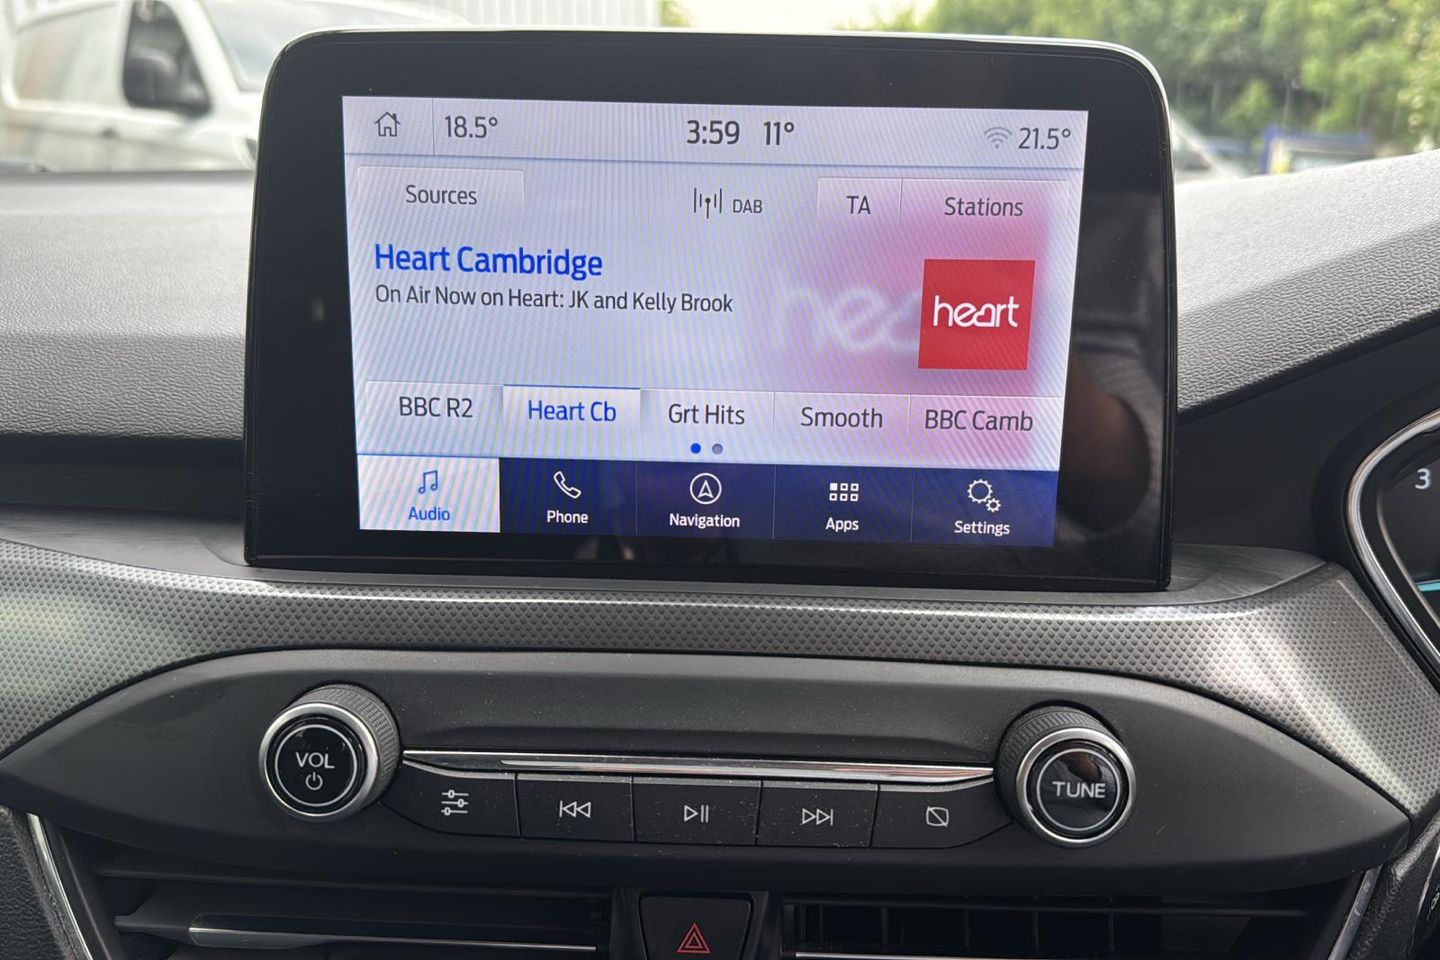 18.5°
3:59 11°
21.5°
Sources
DAB
TA
Stations
Heart Cambridge
On Air Now on Heart: JK and Kelly Brook
hea
heart
BBC R2
Heart Cb
Grt Hits
Smooth
BBC Camb
Audio
Phone
Navigation
Apps
Settings
3
VOL
TUNE